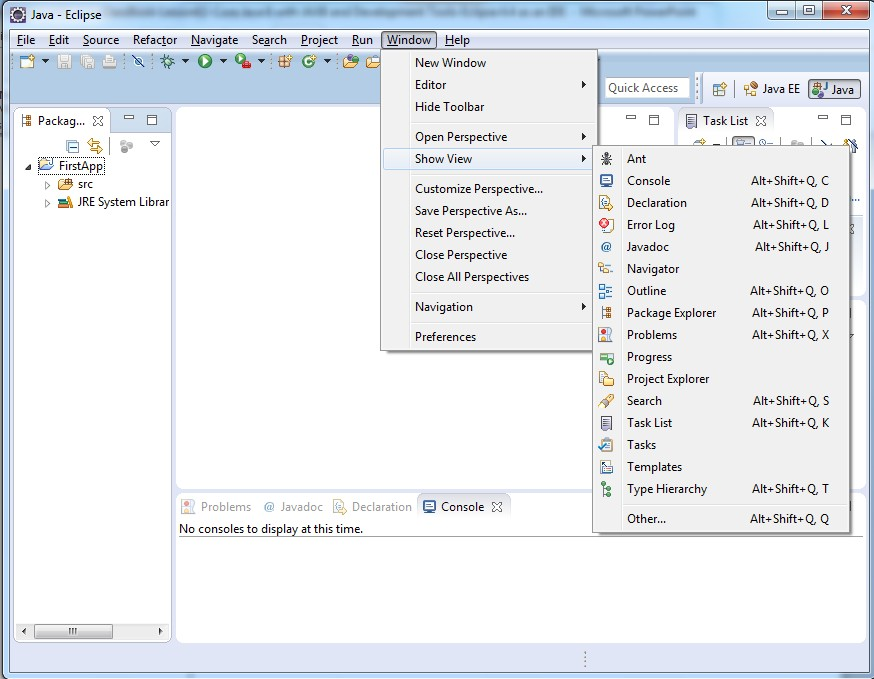 Java - Eclipse
File Edit Source Refactor Navigate Search Project Run Window Help
Quick Access
Java EE
Java
Packag...
FirstApp
src
JRE System Librar
New Window
Editor
Hide Toolbar
Open Perspective
Show View
Customize Perspective...
Save Perspective As...
Reset Perspective...
Close Perspective
Close All Perspectives
Navigation
Preferences
Task List
Ant
Console Alt+Shift+Q, C
Declaration Alt+Shift+Q, D
Error Log Alt+Shift+Q, L
Javadoc Alt+Shift+Q, J
Navigator
Outline Alt+Shift+Q, O
Package Explorer Alt+Shift+Q, P
Problems Alt+Shift+Q, X
Progress
Project Explorer
Search Alt+Shift+Q, S
Task List Alt+Shift+Q, K
Tasks
Templates
Type Hierarchy Alt+Shift+Q, T
Other... Alt+Shift+Q, Q
Problems @ Javadoc Declaration Console
No consoles to display at this time.